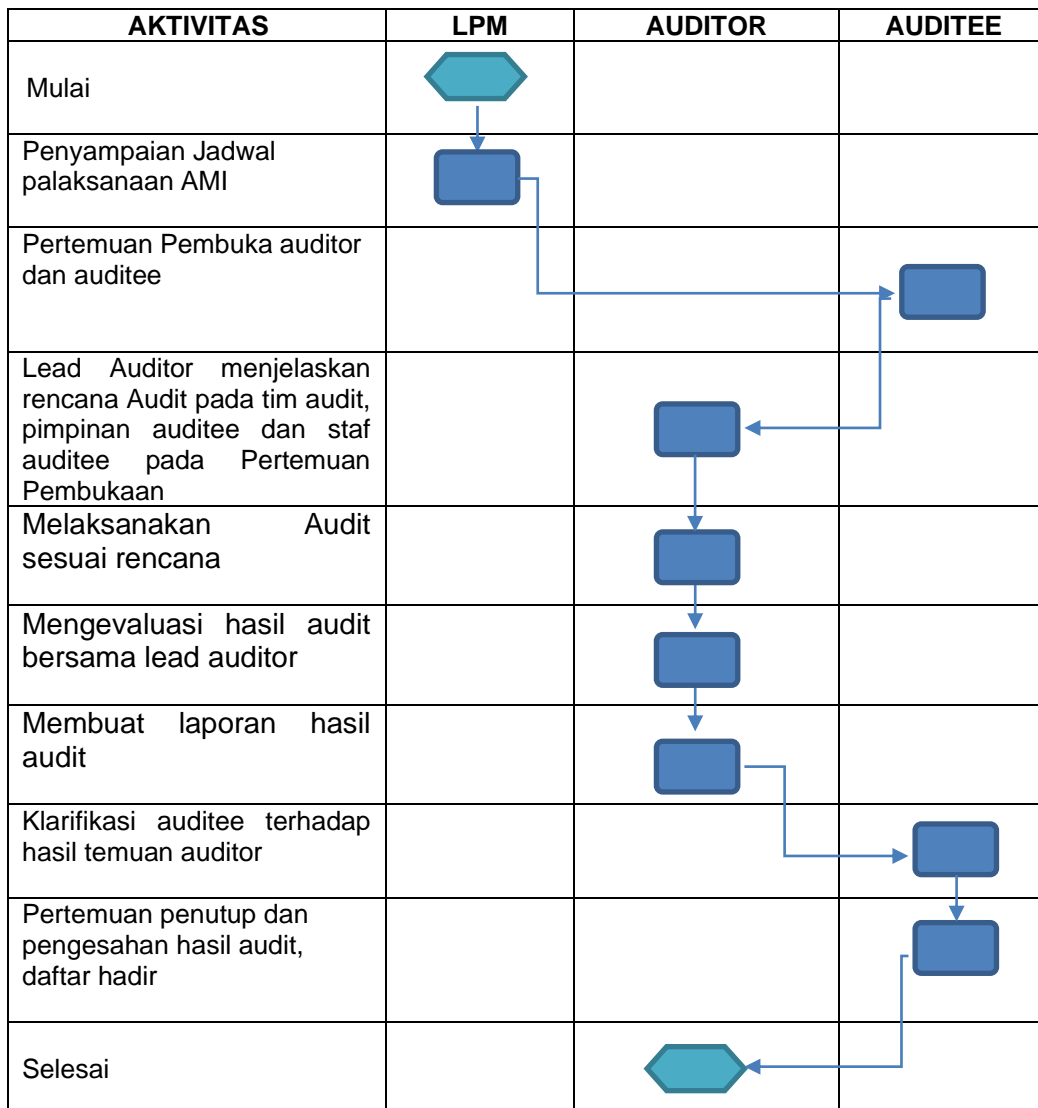 AKTIVITAS LPM AUDITOR AUDITEE
Mulai
Penyampaian Jadwal
palaksanaan AMI
Pertemuan Pembuka auditor
dan auditee
Lead Auditor menjelaskan
rencana Audit pada tim audit,
pimpinan auditee dan staf
auditee pada Pertemuan
Pembukaan
Melaksanakan Audit
sesuai rencana
Mengevaluasi hasil audit
bersama lead auditor
Membuat laporan hasil
audit
Klarifikasi auditee terhadap
hasil temuan auditor
Pertemuan penutup dan
pengesahan hasil audit,
daftar hadir
Selesai